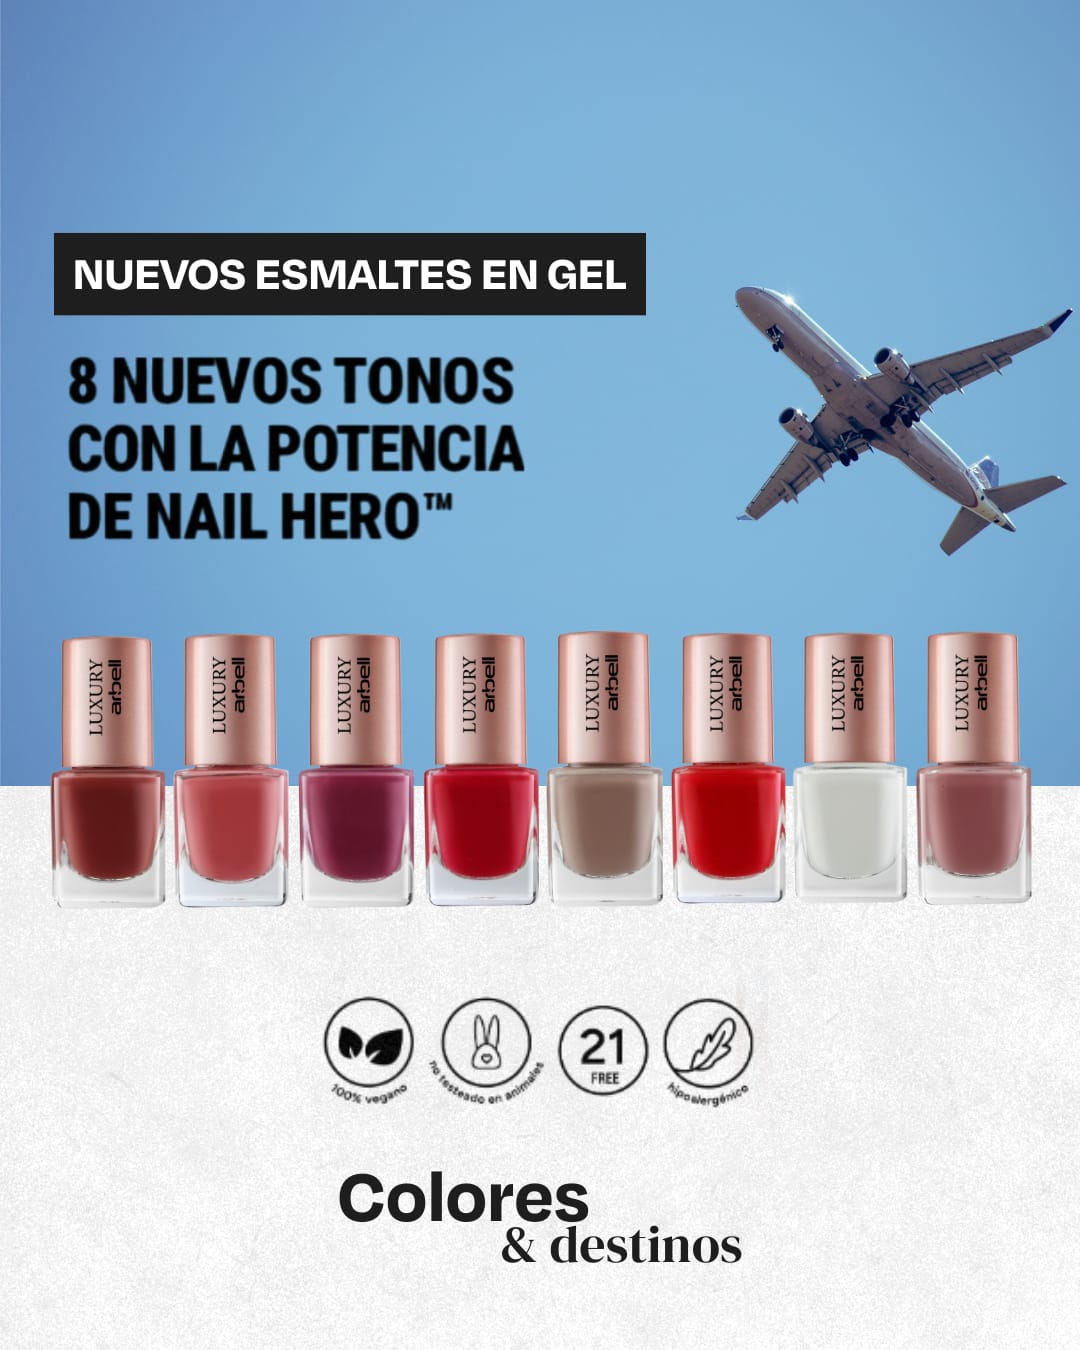 NUEVOS ESMALTES EN GEL
8 NUEVOS TONOS
CON LA POTENCIA
DE NAIL HERO™
LUXURY
arbell
LUXURY
arbell
LUXURY
arbell
LUXURY
arbell
LUXURY
arbell
LUXURY
arbell
LUXURY
arbell
LUXURY
arbell
100% vegano
no testeado en animales
21
FREE
hipoalergénico
Colores
& destinos